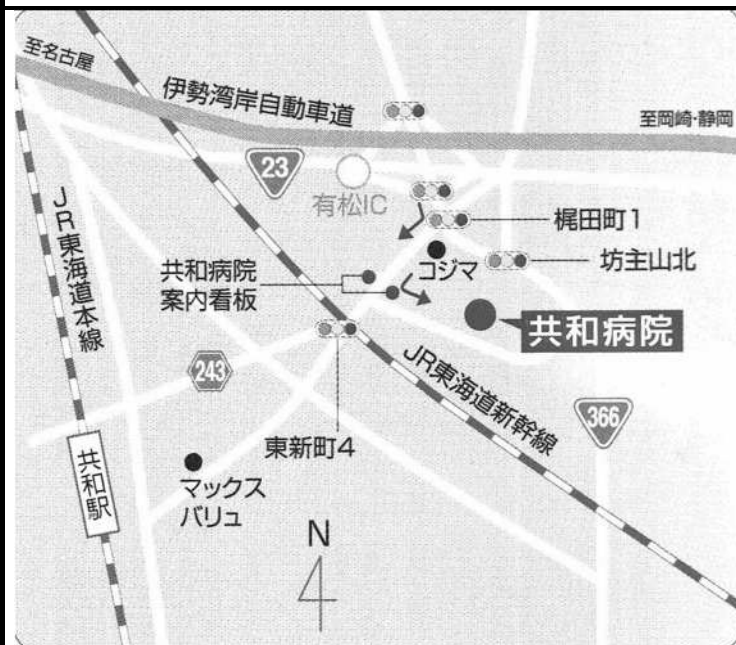 至名古屋
伊勢湾岸自動車道
至岡崎・静岡
23
有松IC
梶田町1
コジマ
坊主山北
JR東海道本線
共和病院
案内看板
共和病院
243
JR東海道新幹線
366
東新町4
共和駅
マックス
バリュ
N